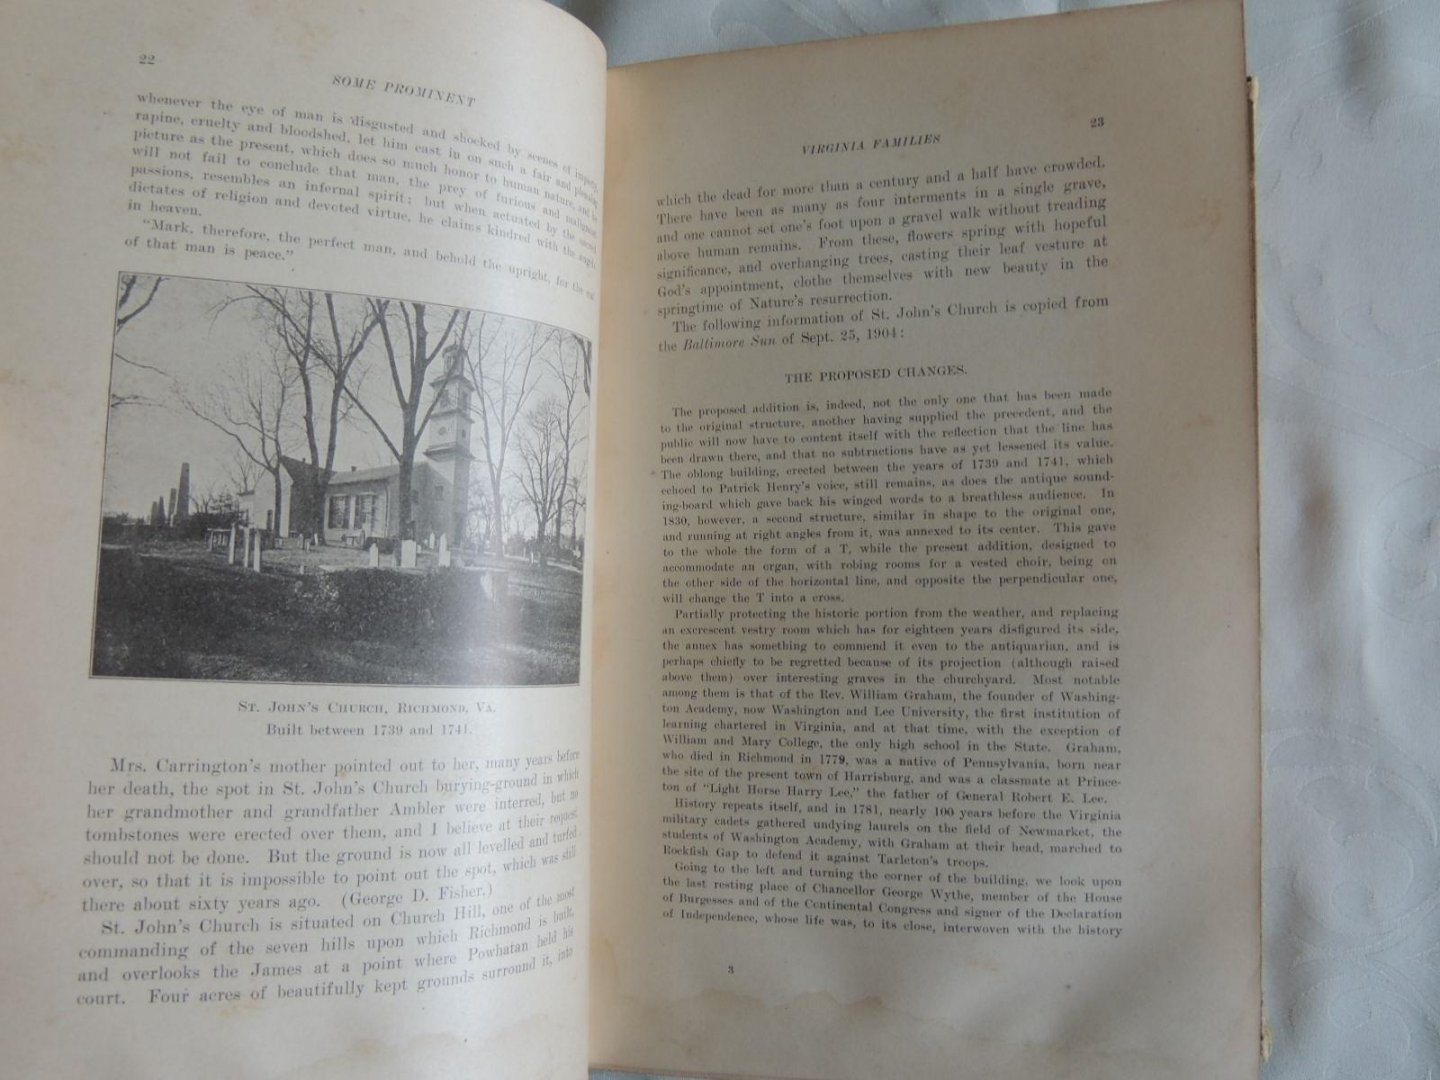 22
SOME PROMINENT
whenever the eye of man is disgusted and shocked by scenes of impiety,
rapine, cruelty and bloodshed, let him cast in on such a fair and pleasing
picture as the present, which does so much honor to human nature, and he
will not fail to conclude that man, the prey of furious and malignant
passions, resembles an infernal spirit; but when actuated by the sacred
dictates of religion and devoted virtue, he claims kindred with the angels
in heaven.
"Mark, therefore, the perfect man, and behold the upright, for the end
of that man is peace."
St. John's Church, Richmond, Va.
Built between 1739 and 1741.
Mrs. Carrington's mother pointed out to her, many years before
her death, the spot in St. John's Church burying-ground in which
her grandmother and grandfather Ambler were interred, but no
tombstones were erected over them, and I believe at their request
should not be done. But the ground is now all levelled and turfed
over, so that it is impossible to point out the spot, which was still
there about sixty years ago. (George D. Fisher.)
St. John's Church is situated on Church Hill, one of the most
commanding of the seven hills upon which Richmond is built,
and overlooks the James at a point where Powhatan held his
court. Four acres of beautifully kept grounds surround it, into
23
VIRGINIA FAMILIES
which the dead for more than a century and a half have crowded.
There have been as many as four interments in a single grave,
and one cannot set one's foot upon a gravel walk without treading
above human remains. From these, flowers spring with hopeful
significance, and overhanging trees, casting their leaf vesture at
God's appointment, clothe themselves with new beauty in the
springtime of Nature's resurrection.
The following information of St. John's Church is copied from
the Baltimore Sun of Sept. 25, 1904:
THE PROPOSED CHANGES.
The proposed addition is, indeed, not the only one that has been made
to the original structure, another having supplied the precedent, and the
public will now have to content itself with the reflection that the line has
been drawn there, and that no subtractions have as yet lessened its value.
The oblong building, erected between the years of 1739 and 1741, which
echoed to Patrick Henry's voice, still remains, as does the antique sound-
ing-board which gave back his winged words to a breathless audience. In
1830, however, a second structure, similar in shape to the original one,
and running at right angles from it, was annexed to its center. This gave
to the whole the form of a T, while the present addition, designed to
accommodate an organ, with robing rooms for a vested choir, being on
the other side of the horizontal line, and opposite the perpendicular one,
will change the T into a cross.
Partially protecting the historic portion from the weather, and replacing
an excrescent vestry room which has for eighteen years disfigured its side,
the annex has something to commend it even to the antiquarian, and is
perhaps chiefly to be regretted because of its projection (although raised
above them) over interesting graves in the churchyard. Most notable
among them is that of the Rev. William Graham, the founder of Washing-
ton Academy, now Washington and Lee University, the first institution of
learning chartered in Virginia, and at that time, with the exception of
William and Mary College, the only high school in the State. Graham,
who died in Richmond in 1779, was a native of Pennsylvania, born near
the site of the present town of Harrisburg, and was a classmate at Prince-
ton of "Light Horse Harry Lee," the father of General Robert E. Lee.
History repeats itself, and in 1781, nearly 100 years before the Virginia
military cadets gathered undying laurels on the field of Newmarket, the
students of Washington Academy, with Graham at their head, marched to
Rockfish Gap to defend it against Tarleton's troops.
Going to the left and turning the corner of the building, we look upon
the last resting place of Chancellor George Wythe, member of the House
of Burgesses and of the Continental Congress and signer of the Declaration
of Independence, whose life was, to its close, interwoven with the history
3